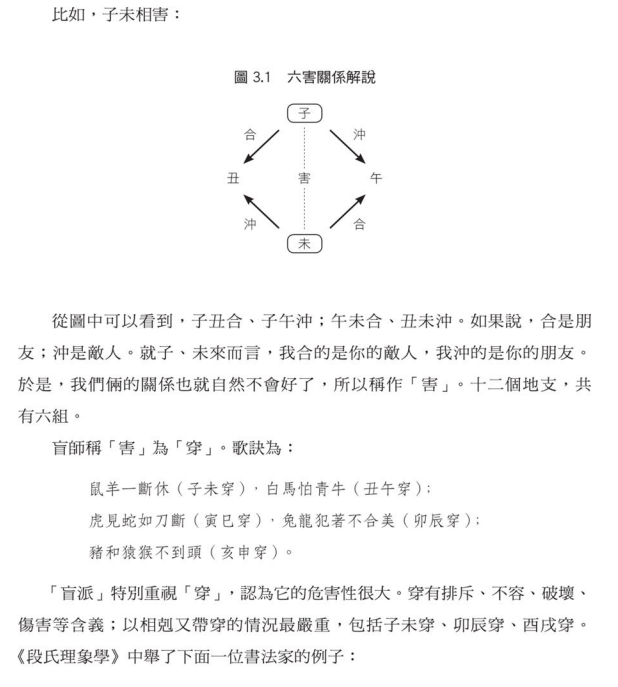 比如，子未相害：
圖 3.1　六害關係解說
子
合　沖
丑　害　午
沖　合
未
從圖中可以看到，子丑合、子午沖；午未合、丑未沖。如果說，合是朋
友；沖是敵人。就子、未來而言，我合的是你的敵人，我沖的是你的朋友。
於是，我們倆的關係也就自然不會好了，所以稱作「害」。十二個地支，共
有六組。
盲師稱「害」為「穿」。歌訣為：
鼠羊一斷休（子未穿），白馬怕青牛（丑午穿）；
虎見蛇如刀斷（寅巳穿），兔龍犯著不合美（卯辰穿）；
豬和猿猴不到頭（亥申穿）。
「盲派」特別重視「穿」，認為它的危害性很大。穿有排斥、不容、破壞、
傷害等含義；以相剋又帶穿的情況最嚴重，包括子未穿、卯辰穿、酉戌穿。
《段氏理象學》中舉了下面一位書法家的例子：